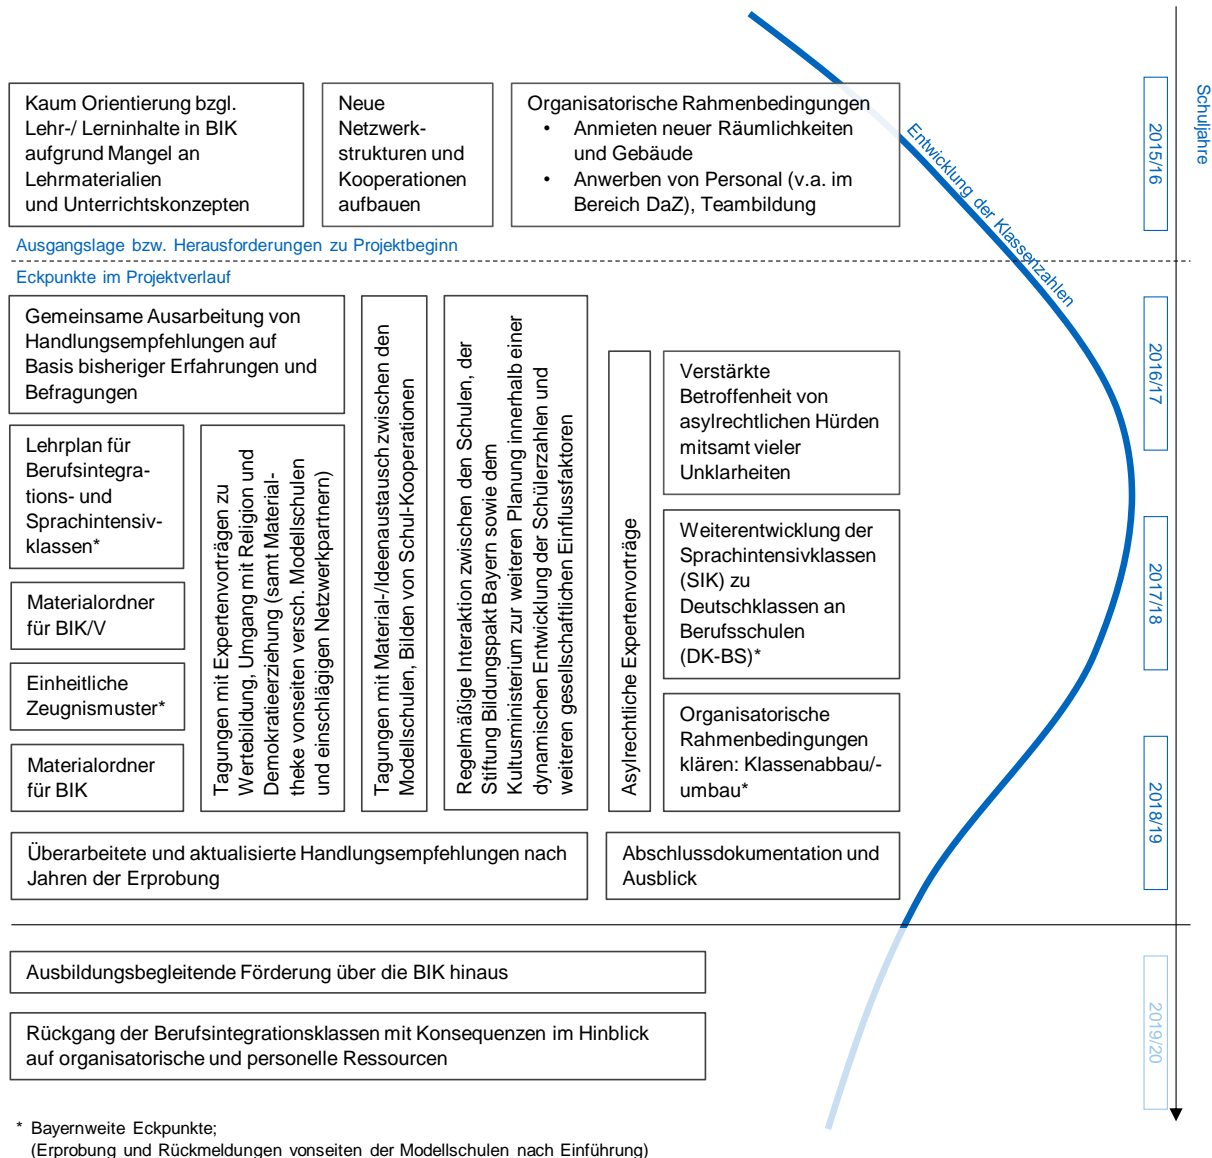 Schuljahre
2015/16
Entwicklung der Klassenzahlen
Kaum Orientierung bzgl.
Lehr-/ Lerninhalte in BIK
aufgrund Mangel an
Lehrmaterialien
und Unterrichtskonzepten
Neue
Netzwerk-
strukturen und
Kooperationen
aufbauen
Organisatorische Rahmenbedingungen
• Anmieten neuer Räumlichkeiten
und Gebäude
• Anwerben von Personal (v.a. im
Bereich DaZ), Teambildung
Ausgangslage bzw. Herausforderungen zu Projektbeginn
Eckpunkte im Projektverlauf
2016/17
Gemeinsame Ausarbeitung von
Handlungsempfehlungen auf
Basis bisheriger Erfahrungen und
Befragungen
Lehrplan für
Berufsintegra-
tions- und
Sprachintensiv-
klassen*
Materialordner
für BIK/V
Einheitliche
Zeugnismuster*
Materialordner
für BIK
Tagungen mit Expertenvorträgen zu
Wertebildung, Umgang mit Religion und
Demokratieerziehung (samt Material-
theke vonseiten versch. Modellschulen
und einschlägigen Netzwerkpartnern)
Tagungen mit Material-/Ideenaustausch zwischen den
Modellschulen, Bilden von Schul-Kooperationen
Regelmäßige Interaktion zwischen den Schulen, der
Stiftung Bildungspakt Bayern sowie dem
Kultusministerium zur weiteren Planung innerhalb einer
dynamischen Entwicklung der Schülerzahlen und
weiteren gesellschaftlichen Einflussfaktoren
Asylrechtliche Expertenvorträge
Verstärkte
Betroffenheit von
asylrechtlichen Hürden
mitsamt vieler
Unklarheiten
Weiterentwicklung der
Sprachintensivklassen
(SIK) zu
Deutschklassen an
Berufsschulen
(DK-BS)*
Organisatorische
Rahmenbedingungen
klären: Klassenabbau/-
umbau*
2017/18
2018/19
Überarbeitete und aktualisierte Handlungsempfehlungen nach
Jahren der Erprobung
Abschlussdokumentation und
Ausblick
2019/20
Ausbildungsbegleitende Förderung über die BIK hinaus
Rückgang der Berufsintegrationsklassen mit Konsequenzen im Hinblick
auf organisatorische und personelle Ressourcen
* Bayernweite Eckpunkte;
(Erprobung und Rückmeldungen vonseiten der Modellschulen nach Einführung)